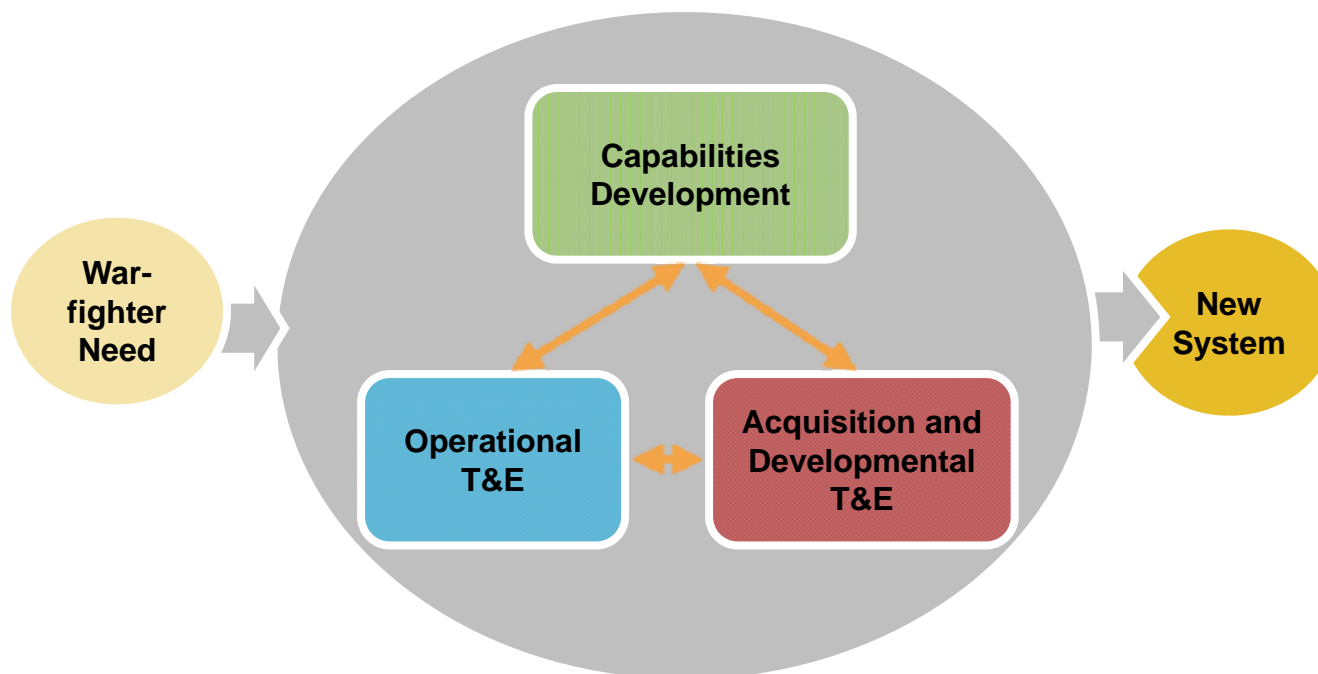 Capabilities
Development
War-
fighter
Need
New
System
Operational
T&E
Acquisition and
Developmental
T&E